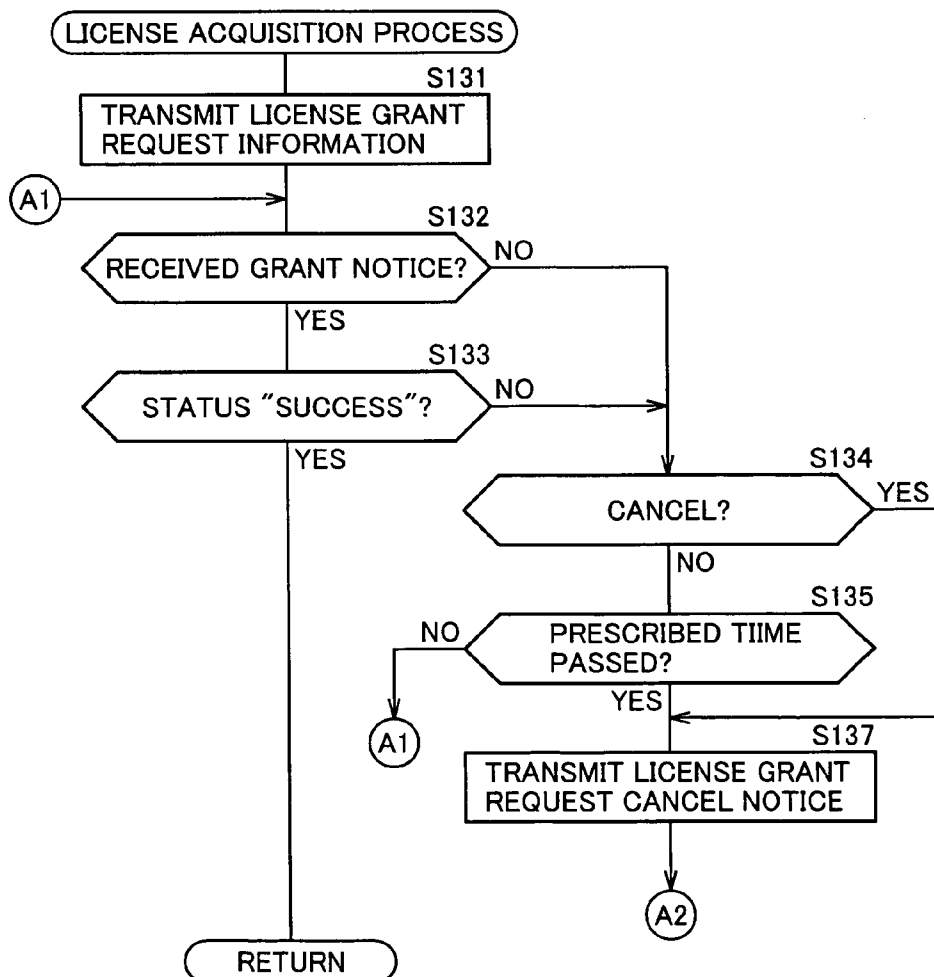 LICENSE ACQUISITION PROCESS
S131
TRANSMIT LICENSE GRANT
REQUEST INFORMATION
A1
S132
RECEIVED GRANT NOTICE?
NO
YES
S133
STATUS "SUCCESS"?
NO
YES
S134
CANCEL?
YES
NO
S135
PRESCRIBED TIIME
PASSED?
NO
YES
A1
S137
TRANSMIT LICENSE GRANT
REQUEST CANCEL NOTICE
A2
RETURN